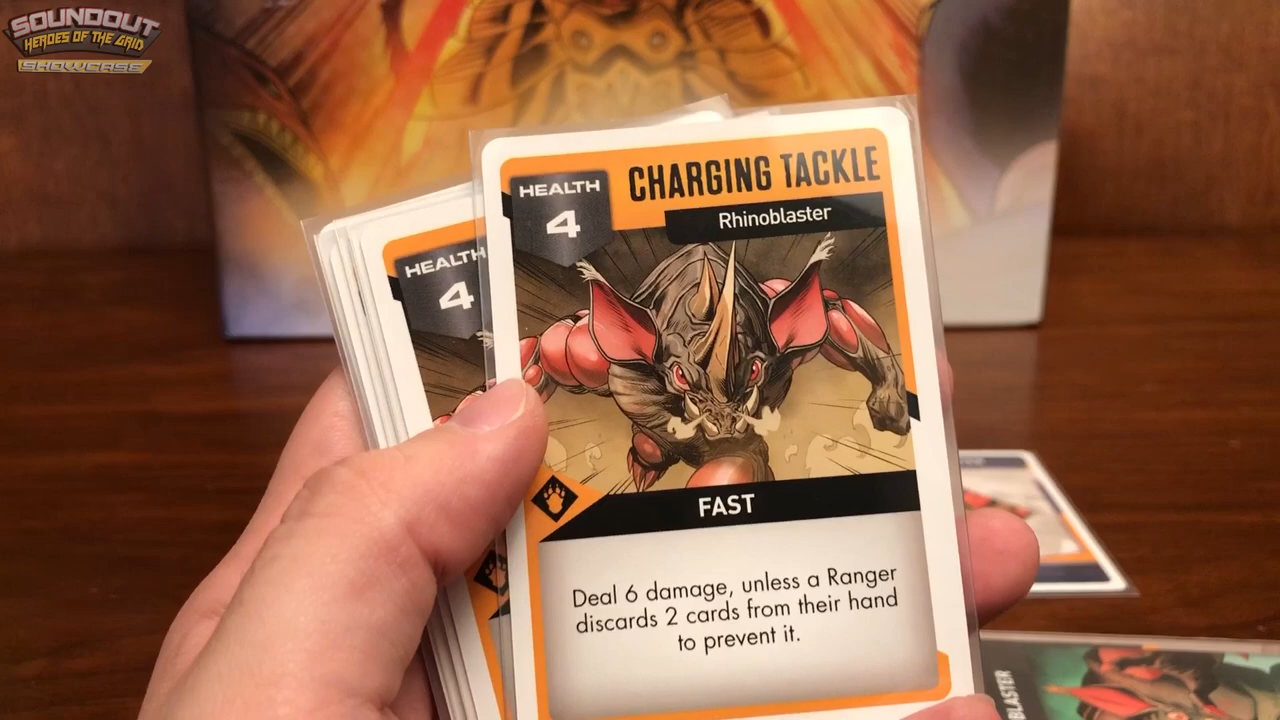 SOUNDOUT
HEROES OF THE GRID
SHOWCASE
HEALTH
4
CHARGING TACKLE
Rhinoblaster
HEALTH
4
FAST
Deal 6 damage, unless a Ranger
discards 2 cards from their hand
to prevent it.
BLASTER